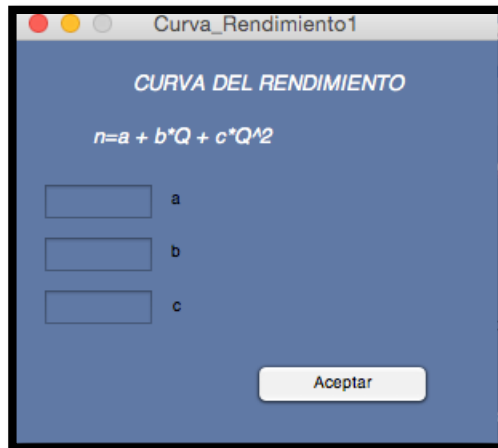 Curva_Rendimiento1
CURVA DEL RENDIMIENTO
n=a + b*Q + c*Q^2
a
b
c
Aceptar